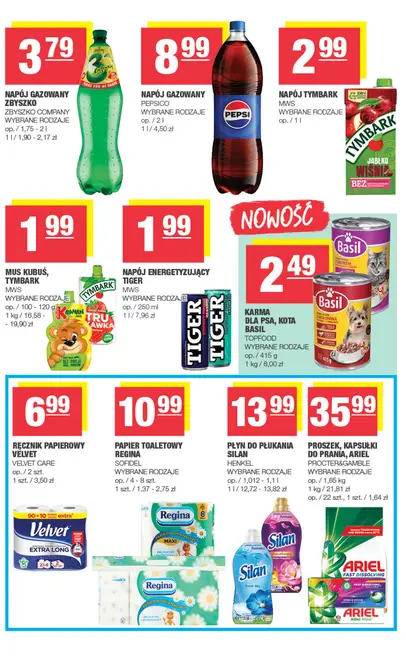 3 79
NAPÓJ GAZOWANY
ZBYSZKO
ZBYSZKO COMPANY
WYBRANE RODZAJE
op. / 1,75 - 2 l
1 l / 1,90 - 2,17 zł
8 99
NAPÓJ GAZOWANY
PEPSICO
WYBRANE RODZAJE
op. / 2 l
1 l / 4,50 zł
PEPSI
2 99
NAPÓJ TYMBARK
MWS
WYBRANE RODZAJE
op. / 1 l
TYMBARK
JABŁKO
WIŚNIA
BEZ
1 99
MUS KUBUŚ,
TYMBARK
MWS
WYBRANE RODZAJE
op. / 100 - 120 g
1 kg / 16,58 -
- 19,90 zł
TYMBARK
TRUSKAWKA
1 99
NAPÓJ ENERGETYZUJĄCY
TIGER
MWS
WYBRANE RODZAJE
op. / 250 ml
1 l / 7,96 zł
TIGER
TIGER
NOWOŚĆ
2 49
KARMA
DLA PSA, KOTA
BASIL
TOPFOOD
WYBRANE RODZAJE
op. / 415 g
1 kg / 6,00 zł
Basil
Basil
6 99
RĘCZNIK PAPIEROWY
VELVET
VELVET CARE
op. / 2 szt.
1 szt. / 3,50 zł
90+10
Velvet
EXTRA LONG
10 99
PAPIER TOALETOWY
REGINA
SOFIDEL
WYBRANE RODZAJE
op. / 4 - 8 szt.
1 szt. / 1,37 - 2,75 zł
Regina
8
MAXI
Regina
13 99
PŁYN DO PŁUKANIA
SILAN
HENKEL
WYBRANE RODZAJE
op. / 1,012 - 1,1 l
1 l / 12,72 - 13,82 zł
Silan
Silan
35 99
PROSZEK, KAPSUŁKI
DO PRANIA, ARIEL
PROCTER&GAMBLE
WYBRANE RODZAJE
op. / 1,65 kg
1 kg / 21,81 zł
op. / 22 szt., 1 szt. / 1,64 zł
ARIEL
FAST DISSOLVING
ARIEL